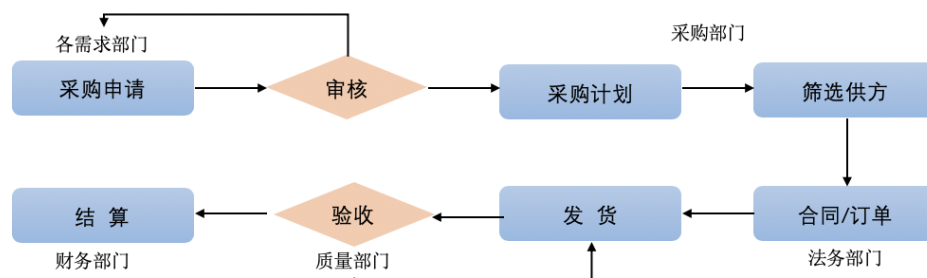 采购部门
各需求部门
采购申请
审核
采购计划
筛选供方
结 算
验收
发 货
合同/订单
财务部门
质量部门
法务部门